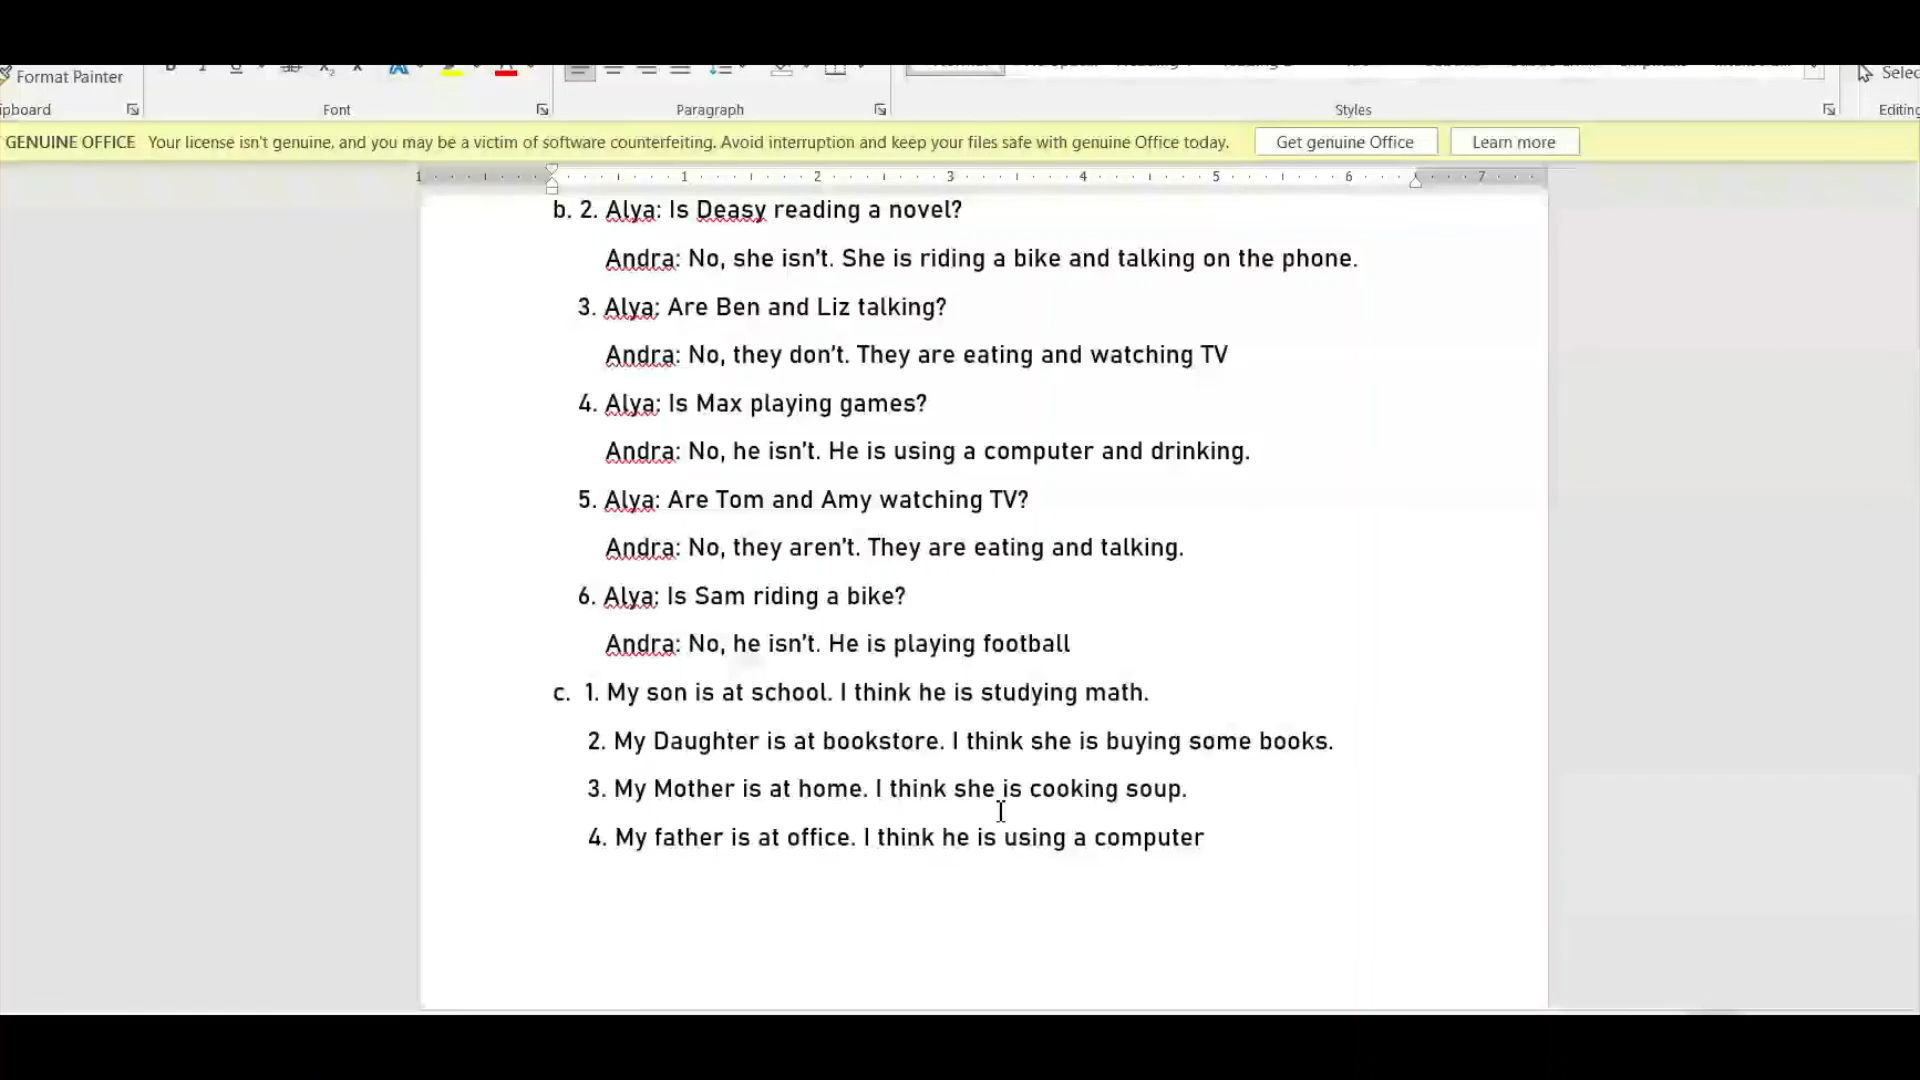 Format Painter
ipboard
Font
Paragraph
Styles
Selec
Editing
GENUINE OFFICE Your license isn't genuine, and you may be a victim of software counterfeiting. Avoid interruption and keep your files safe with genuine Office today. Get genuine Office Learn more
1 1 2 3 4 5 6 7
b. 2. Alya: Is Deasy reading a novel?
Andra: No, she isn't. She is riding a bike and talking on the phone.
3. Alya: Are Ben and Liz talking?
Andra: No, they don't. They are eating and watching TV
4. Alya: Is Max playing games?
Andra: No, he isn't. He is using a computer and drinking.
5. Alya: Are Tom and Amy watching TV?
Andra: No, they aren't. They are eating and talking.
6. Alya: Is Sam riding a bike?
Andra: No, he isn't. He is playing football
c. 1. My son is at school. I think he is studying math.
2. My Daughter is at bookstore. I think she is buying some books.
3. My Mother is at home. I think she is cooking soup.
4. My father is at office. I think he is using a computer